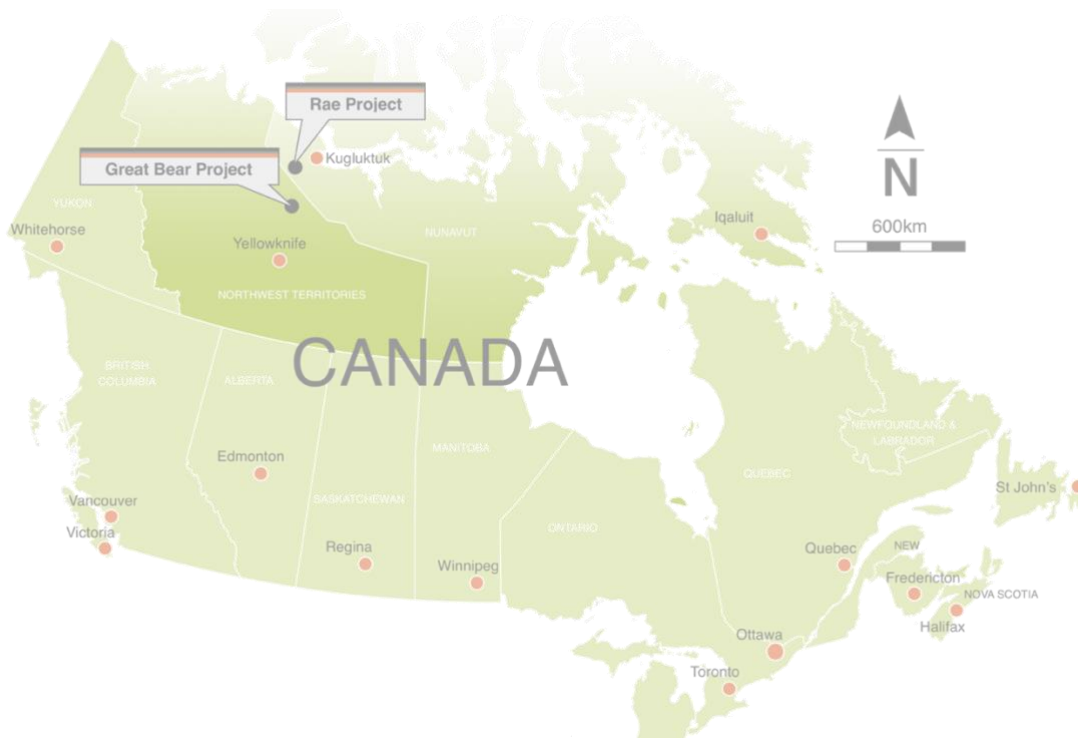 Rae Project
Kugluktuk
Great Bear Project
N
YUKON
Whitehorse
Iqaluit
600km
NUNAVUT
Yellowknife
NORTHWEST TERRITORIES
CANADA
BRITISH
COLUMBIA
ALBERTA
NEWFOUNDLAND &
LABRADOR
MANITOBA
Edmonton
QUEBEC
St John's
SASKATCHEWAN
Vancouver
ONTARIO
Victoria
Regina
Winnipeg
Quebec
NEW
Fredericton
NOVA SCOTIA
Halifax
Ottawa
Toronto